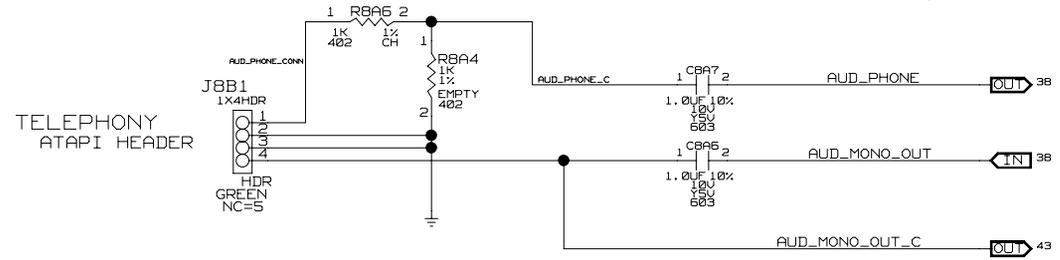 1 R8A6 2
1K 1%
402 CH
AUD_PHONE_CONN
1
R8A4
1K
1%
EMPTY
402
2
J8B1
1X4HDR
1
2
3
4
HDR
GREEN
NC=5
TELEPHONY
ATAPI HEADER
AUD_PHONE_C
C8A7
1 2
1.0UF 10%
10V
Y5V
603
AUD_PHONE
OUT 38
C8A6
1 2
1.0UF 10%
10V
Y5V
603
AUD_MONO_OUT
IN 38
AUD_MONO_OUT_C
OUT 43